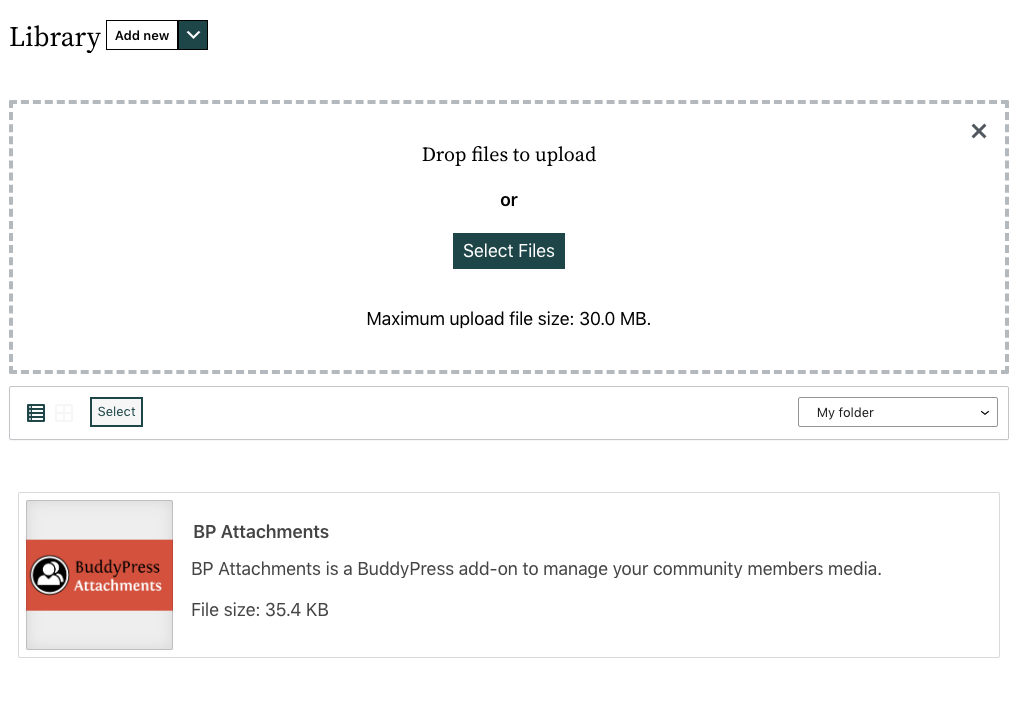 Library
Add new
Drop files to upload
or
Select Files
Maximum upload file size: 30.0 MB.
Select
My folder
BP Attachments
BuddyPress
Attachments
BP Attachments is a BuddyPress add-on to manage your community members media.
File size: 35.4 KB